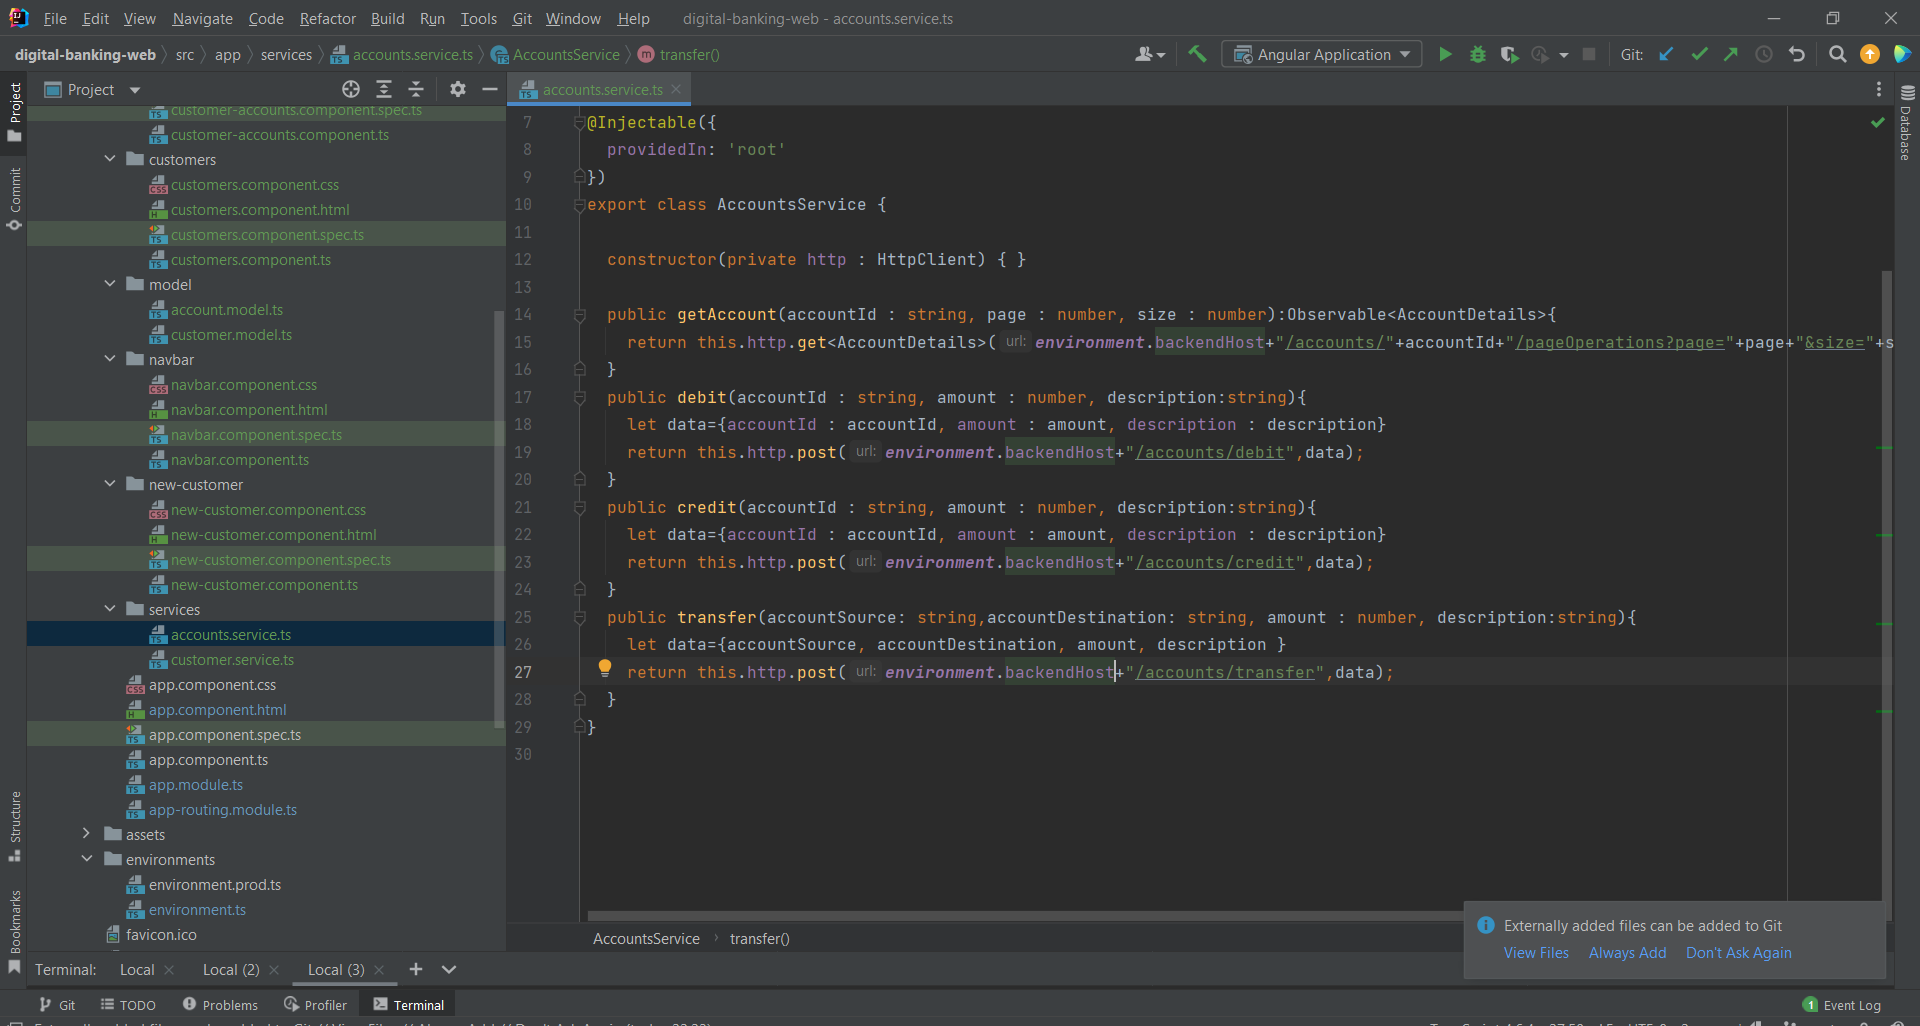 File Edit View Navigate Code Refactor Build Run Tools Git Window Help digital-banking-web - accounts.service.ts
digital-banking-web src app services accounts.service.ts AccountsService transfer()
Angular Application Git:
Project
customer-accounts.component.spec.ts
customer-accounts.component.ts
customers
customers.component.css
customers.component.html
customers.component.spec.ts
customers.component.ts
model
account.model.ts
customer.model.ts
navbar
navbar.component.css
navbar.component.html
navbar.component.spec.ts
navbar.component.ts
new-customer
new-customer.component.css
new-customer.component.html
new-customer.component.spec.ts
new-customer.component.ts
services
accounts.service.ts
customer.service.ts
app.component.css
app.component.html
app.component.spec.ts
app.component.ts
app.module.ts
app-routing.module.ts
assets
environments
environment.prod.ts
environment.ts
favicon.ico
Project
Commit
Structure
Bookmarks
accounts.service.ts
7 @Injectable({
8 providedIn: 'root'
9 })
10 export class AccountsService {
11
12 constructor(private http : HttpClient) { }
13
14 public getAccount(accountId : string, page : number, size : number):Observable<AccountDetails>{
15 return this.http.get<AccountDetails>( url: environment.backendHost+"/accounts/"+accountId+"/pageOperations?page="+page+"&size="+s
16 }
17 public debit(accountId : string, amount : number, description:string){
18 let data={accountId : accountId, amount : amount, description : description}
19 return this.http.post( url: environment.backendHost+"/accounts/debit",data);
20 }
21 public credit(accountId : string, amount : number, description:string){
22 let data={accountId : accountId, amount : amount, description : description}
23 return this.http.post( url: environment.backendHost+"/accounts/credit",data);
24 }
25 public transfer(accountSource: string,accountDestination: string, amount : number, description:string){
26 let data={accountSource, accountDestination, amount, description }
27 return this.http.post( url: environment.backendHost+"/accounts/transfer",data);
28 }
29 }
30
Database
AccountsService transfer()
Externally added files can be added to Git
View Files Always Add Don't Ask Again
Terminal: Local Local (2) Local (3)
Git TODO Problems Profiler Terminal
1 Event Log